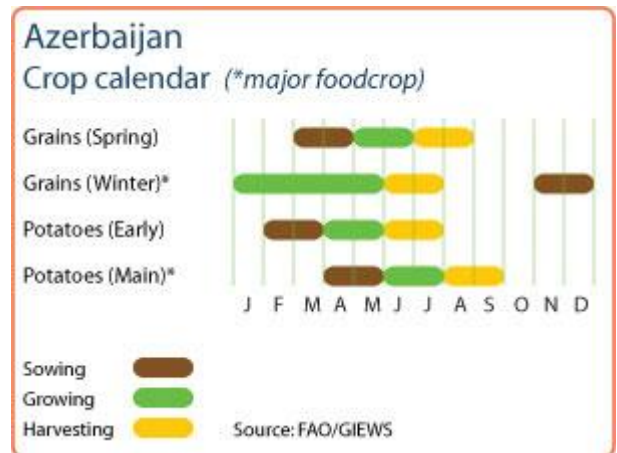 Azerbaijan
Crop calendar (*major foodcrop)
Grains (Spring)
Grains (Winter)*
Potatoes (Early)
Potatoes (Main)*
J F M A M J J A S O N D
Sowing
Growing
Harvesting Source: FAO/GIEWS